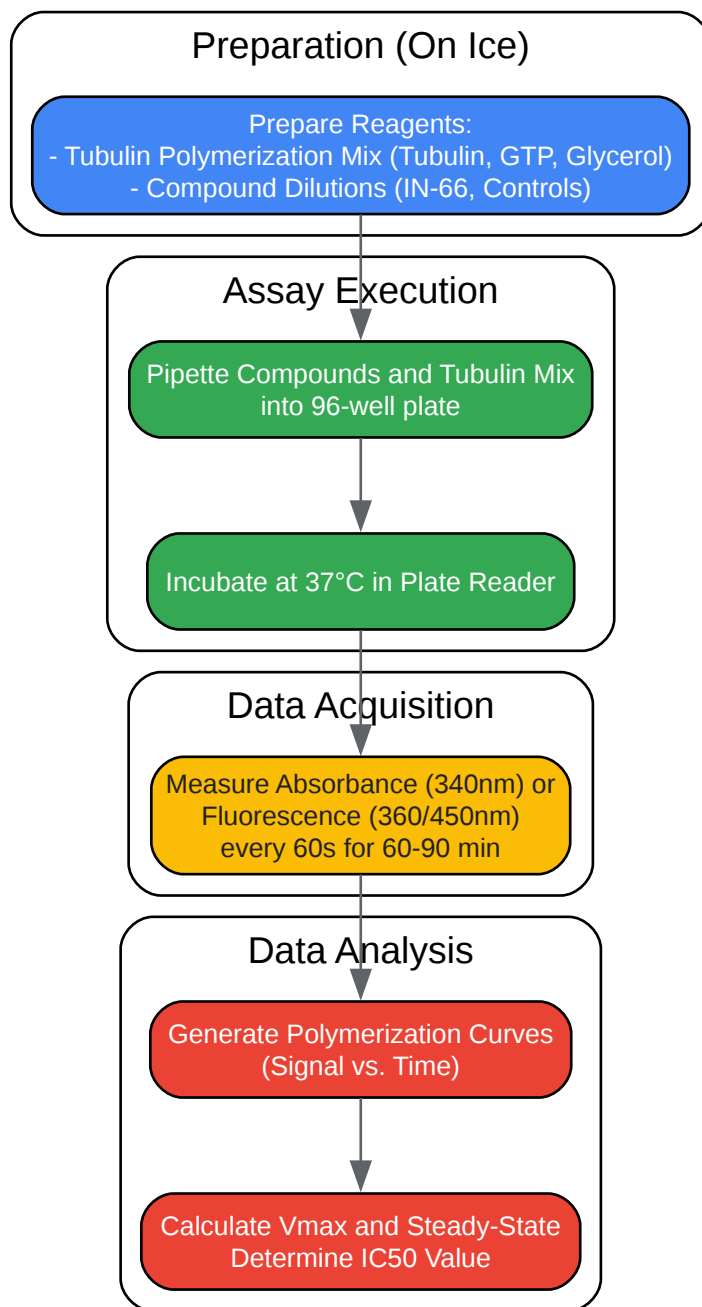 Preparation (On Ice)
Prepare Reagents:
- Tubulin Polymerization Mix (Tubulin, GTP, Glycerol)
- Compound Dilutions (IN-66, Controls)
Assay Execution
Pipette Compounds and Tubulin Mix
into 96-well plate
Incubate at 37°C in Plate Reader
Data Acquisition
Measure Absorbance (340nm) or
Fluorescence (360/450nm)
every 60s for 60-90 min
Data Analysis
Generate Polymerization Curves
(Signal vs. Time)
Calculate Vmax and Steady-State
Determine IC50 Value